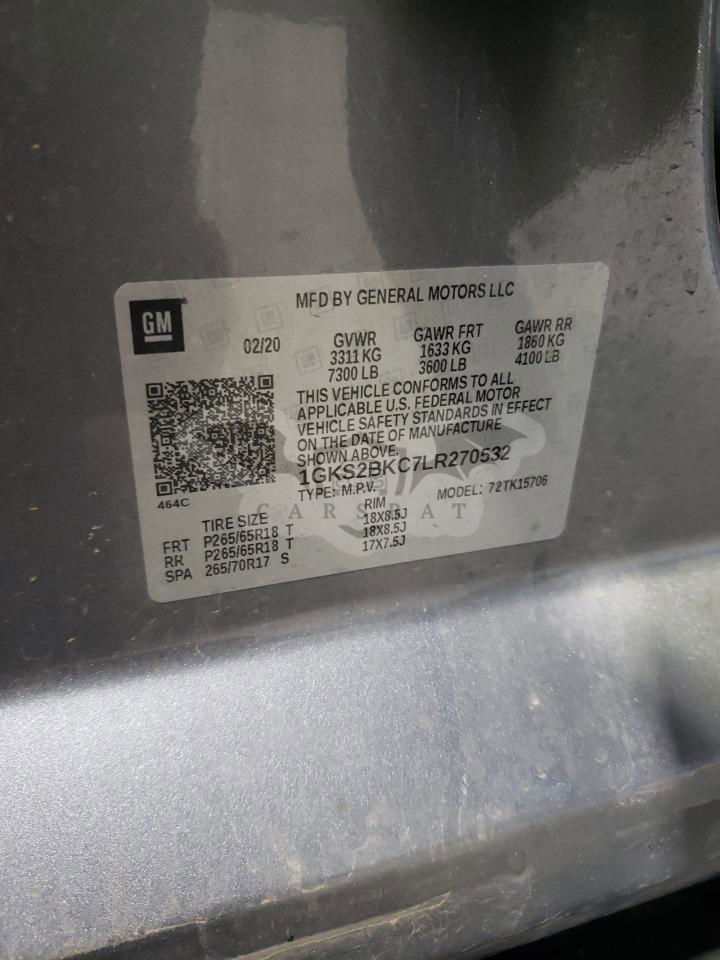 GM
MFD BY GENERAL MOTORS LLC
02/20
GVWR
3311 KG
7300 LB
GAWR FRT
1633 KG
3600 LB
GAWR RR
1860 KG
4100 LB
THIS VEHICLE CONFORMS TO ALL
APPLICABLE U.S. FEDERAL MOTOR
VEHICLE SAFETY STANDARDS IN EFFECT
ON THE DATE OF MANUFACTURE
SHOWN ABOVE.
1GKS2BKC7LR270532
TYPE: M.P.V.
MODEL: 72TK15706
464C
CARSBAT
TIRE SIZE RIM
FRT P265/65R18 T 18X8.5J
RR P265/65R18 T 18X8.5J
SPA 265/70R17 S 17X7.5J